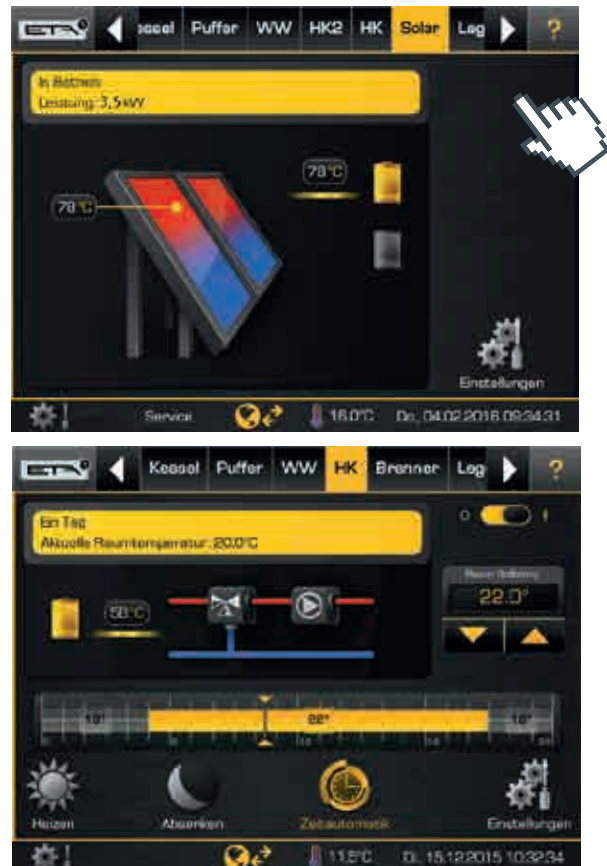 ETA Kessel Puffer WW HK2 HK Solar Lag ?
In Betrieb
Leistung: 3,5 kW
78°C
78°C
Einstellungen
Service 16.0°C Do., 04.02.2016 09:34:31
ETA Kessel Puffer WW HK Brenner Lag ?
Ein Tag
Aktuelle Raumtemperatur: 20.0°C
0 I
22.0°
58°C
18° 22° 18°
Heizen Absenken Zeitautomatik Einstellungen
11.5°C Di., 15.12.2015 10:32:34